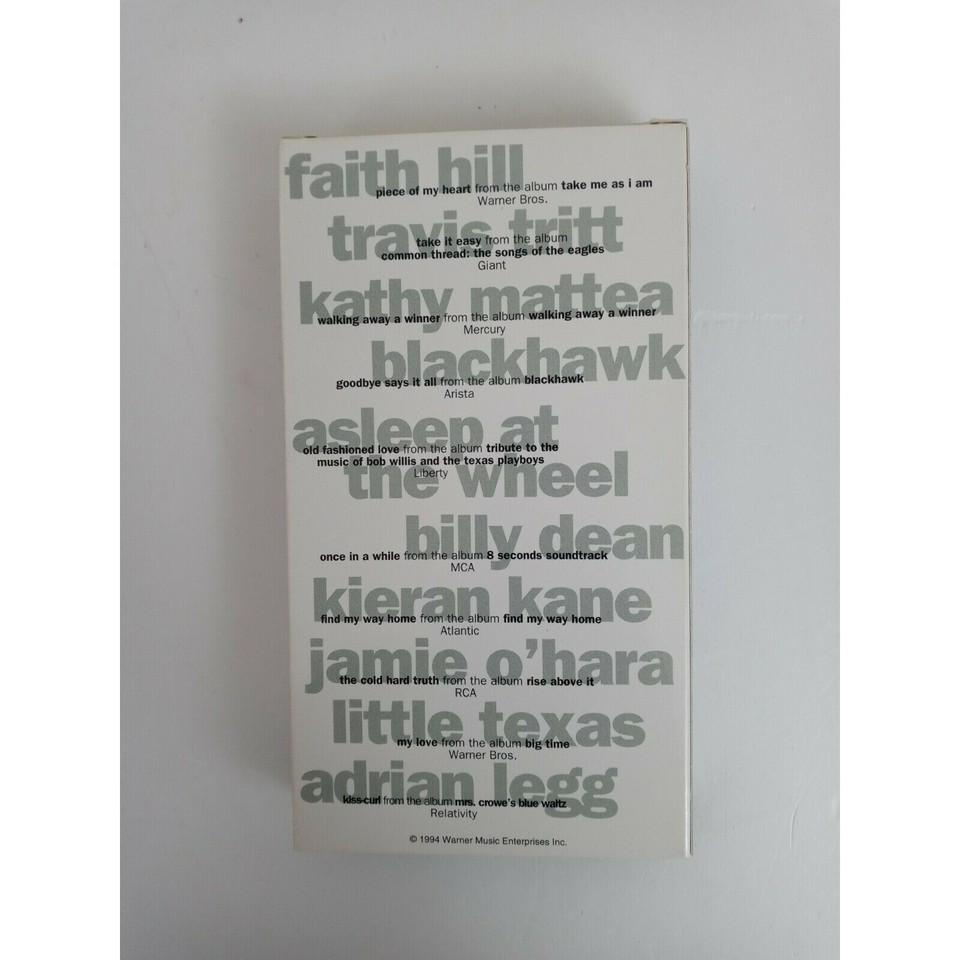 faith hill
piece of my heart from the album take me as i am
Warner Bros.
travis tritt
take it easy from the album
common thread: the songs of the eagles
Giant
kathy mattea
walking away a winner from the album walking away a winner
Mercury
blackhawk
goodbye says it all from the album blackhawk
Arista
asleep at
old fashioned love from the album tribute to the
music of bob willis and the texas playboys
the wheel
Liberty
billy dean
once in a while from the album 8 seconds soundtrack
MCA
kieran kane
find my way home from the album find my way home
Atlantic
jamie o'hara
the cold hard truth from the album rise above it
RCA
little texas
my love from the album big time
Warner Bros.
adrian legg
kiss-curl from the album mrs. crowe's blue waltz
Relativity
© 1994 Warner Music Enterprises Inc.